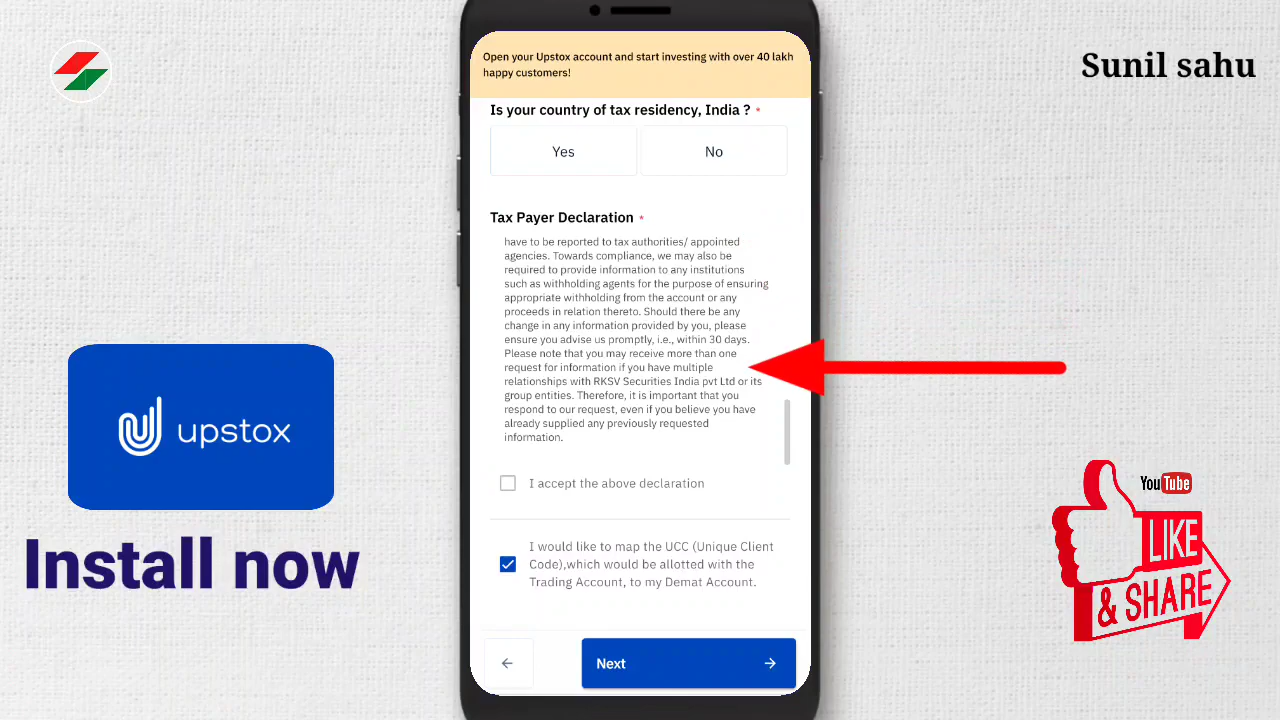 Sunil sahu
Open your Upstox account and start investing with over 40 lakh
happy customers!
Is your country of tax residency, India ? *
Yes
No
Tax Payer Declaration *
have to be reported to tax authorities/ appointed
agencies. Towards compliance, we may also be
required to provide information to any institutions
such as withholding agents for the purpose of ensuring
appropriate withholding from the account or any
proceeds in relation thereto. Should there be any
change in any information provided by you, please
ensure you advise us promptly, i.e., within 30 days.
Please note that you may receive more than one
request for information if you have multiple
relationships with RKSV Securities India pvt Ltd or its
group entities. Therefore, it is important that you
respond to our request, even if you believe you have
already supplied any previously requested
information.
I accept the above declaration
I would like to map the UCC (Unique Client
Code),which would be allotted with the
Trading Account, to my Demat Account.
Next
upstox
Install now
YouTube
LIKE
& SHARE